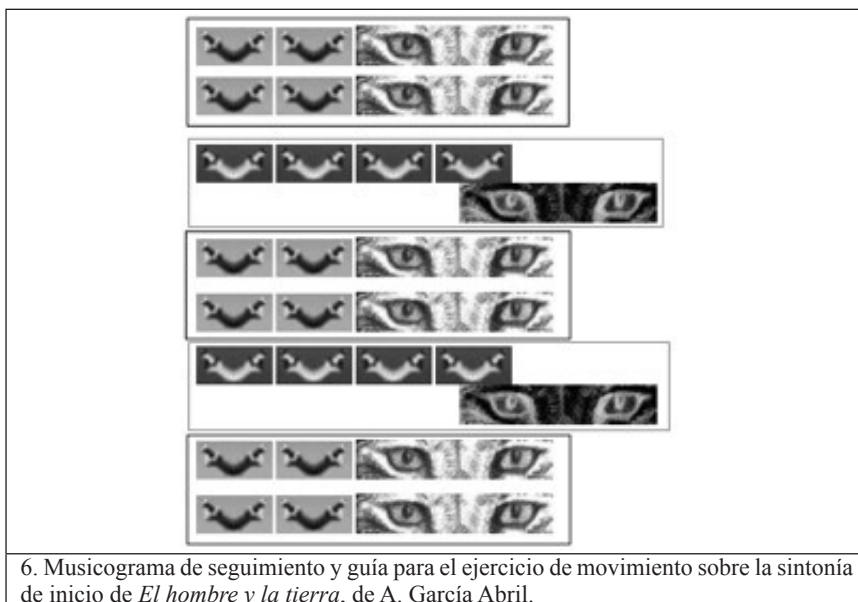 6. Musicograma de seguimiento y guía para el ejercicio de movimiento sobre la sintonía
de inicio de El hombre y la tierra, de A. García Abril.